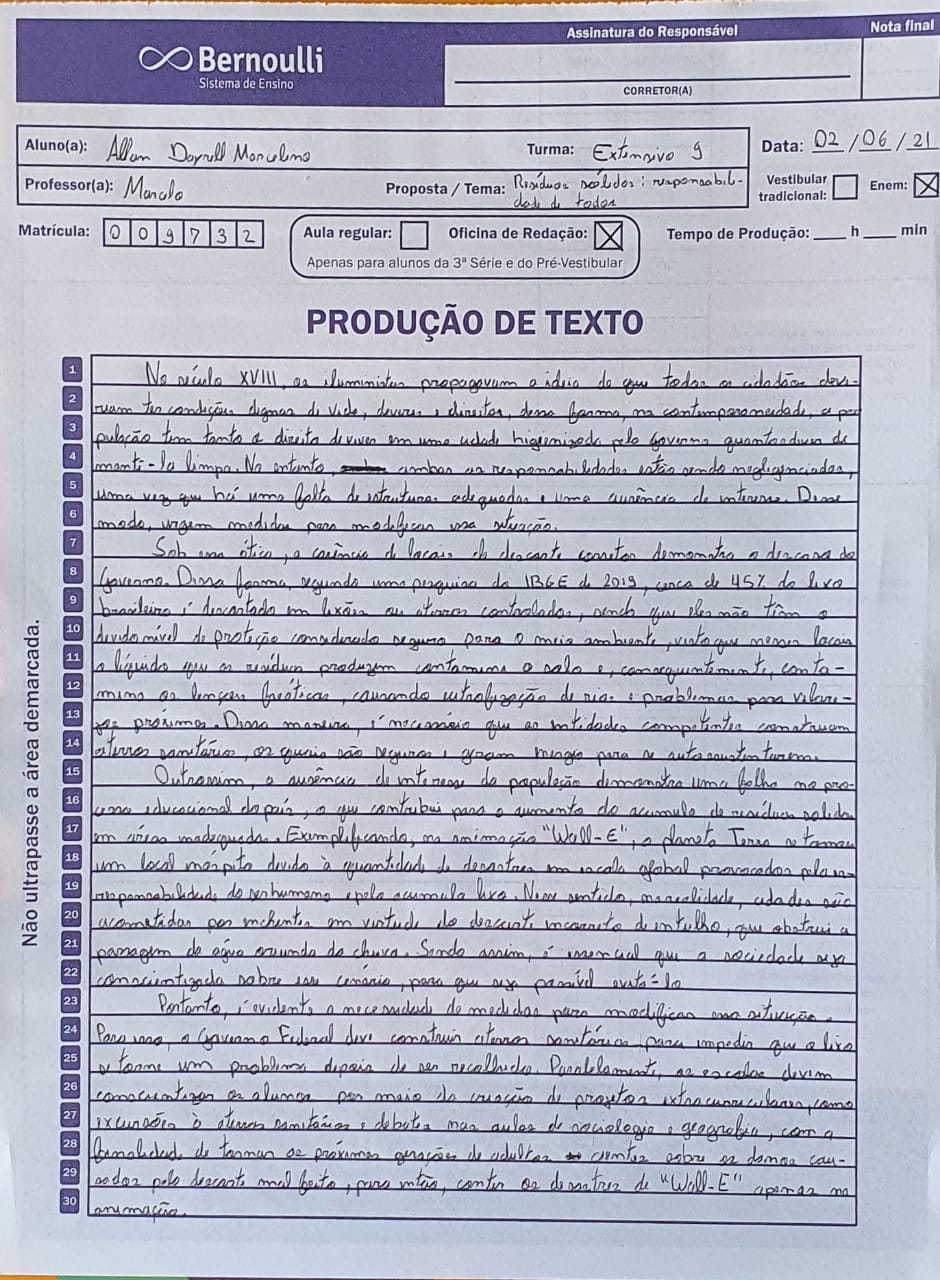 Assinatura do Responsável
Nota final
Bernoulli
Sistema de Ensino
CORRETOR(A)
Aluno(a): Allan Dayrell Marcelino
Turma: Extensivo 9
Data: 02/06/21
Professor(a): Marcelo
Proposta / Tema: Resíduos sólidos: responsabili-
dade de todos
Vestibular tradicional:
Enem: X
Matrícula: 009732
Aula regular:
Oficina de Redação: X
Tempo de Produção: ____ h ____ min
Apenas para alunos da 3ª Série e do Pré-Vestibular
PRODUÇÃO DE TEXTO
Não ultrapasse a área demarcada.
1 No século XVIII, os iluministas propagavam a ideia de que todos os cidadãos deve-
2 riam ter condições dignas de vida, deveres e direitos, dessa forma, na contemporaneidade, a po
3 pulação tem tanto o direito de viver em uma cidade higienizada pelo Governo quanto o dever de
4 mantê-la limpa. No entanto, ambas as responsabilidades estão sendo negligenciadas,
5 uma vez que há uma falta de estruturas adequadas e uma ausência de interesse. Desse
6 modo, urgem medidas para modificar essa situação.
7 Sob essa ótica, a carência de locais de descarte corretos demonstra o descaso do
8 Governo. Dessa forma, segundo uma pesquisa do IBGE de 2019, cerca de 45% do lixo
9 brasileiro é descartado em lixões ou aterros controlados, sendo que eles não têm o
10 devido nível de proteção considerado seguro para o meio ambiente, visto que nesses locais
11 o líquido que os resíduos produzem contamina o solo e, consequentemente, conta-
12 mina os lençóis freáticos, causando eutrofização de rios e problemas para vilare-
13 jos próximos. Dessa maneira, é necessário que as entidades competentes construam
14 aterros sanitários, os quais são seguros e geram energia para se autossustentarem.
15 Outrossim, a ausência de interesse da população demonstra uma falha no pro-
16 cesso educacional do país, o que contribui para o aumento do acumulo de resíduos solidos
17 em áreas inadequadas. Exemplificando, na animação "Wall-E", o planeta Terra se tornou
18 um local inóspito devido à quantidade de desastres em escala global provocados pela ir-
19 responsabilidade do ser humano e pelo acumulo lixo. Nesse sentido, na realidade, cidades são
20 acometidas por enchentes em virtude do descarte incorreto de entulho, que obstrui a
21 passagem de água oriunda da chuva. Sendo assim, é essencial que a sociedade seja
22 conscientizada sobre esse cenário, para que seja possível evitá-lo
23 Portanto, é evidente a necessidade de medidas para modificar essa situação.
24 Para isso, o Governo Federal deve construir aterros sanitários para impedir que o lixo
25 se torne um problema depois de ser recolhido. Paralelamente, as escolas devem
26 conscientizar os alunos por meio da criação de projetos extracurriculares, como
27 excursões à aterros sanitários e debates nas aulas de sociologia e geografia, com a
28 finalidade de tornar as próximas gerações de adultos cientes sobre os danos cau-
29 sados pelo descarte mal feito, para então, conter os desastres de "Wall-E" apenas na
30 animação.